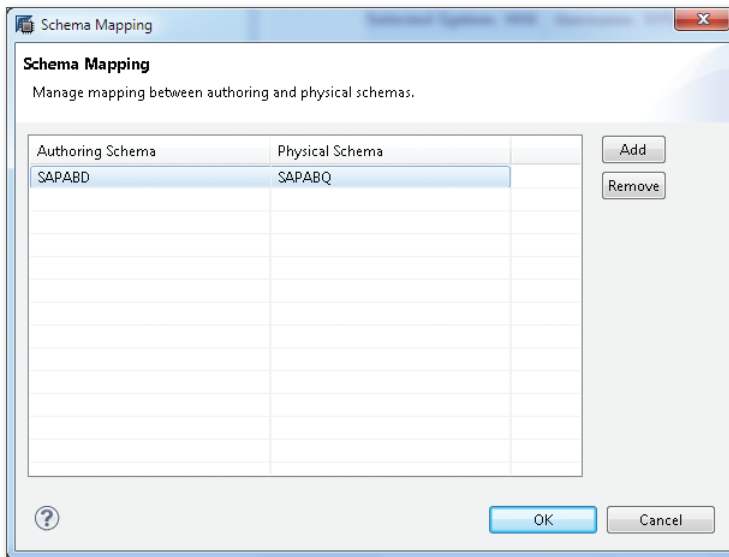 Schema Mapping
Schema Mapping
Manage mapping between authoring and physical schemas.
Authoring Schema Physical Schema
SAPABD SAPABQ
Add
Remove
OK Cancel